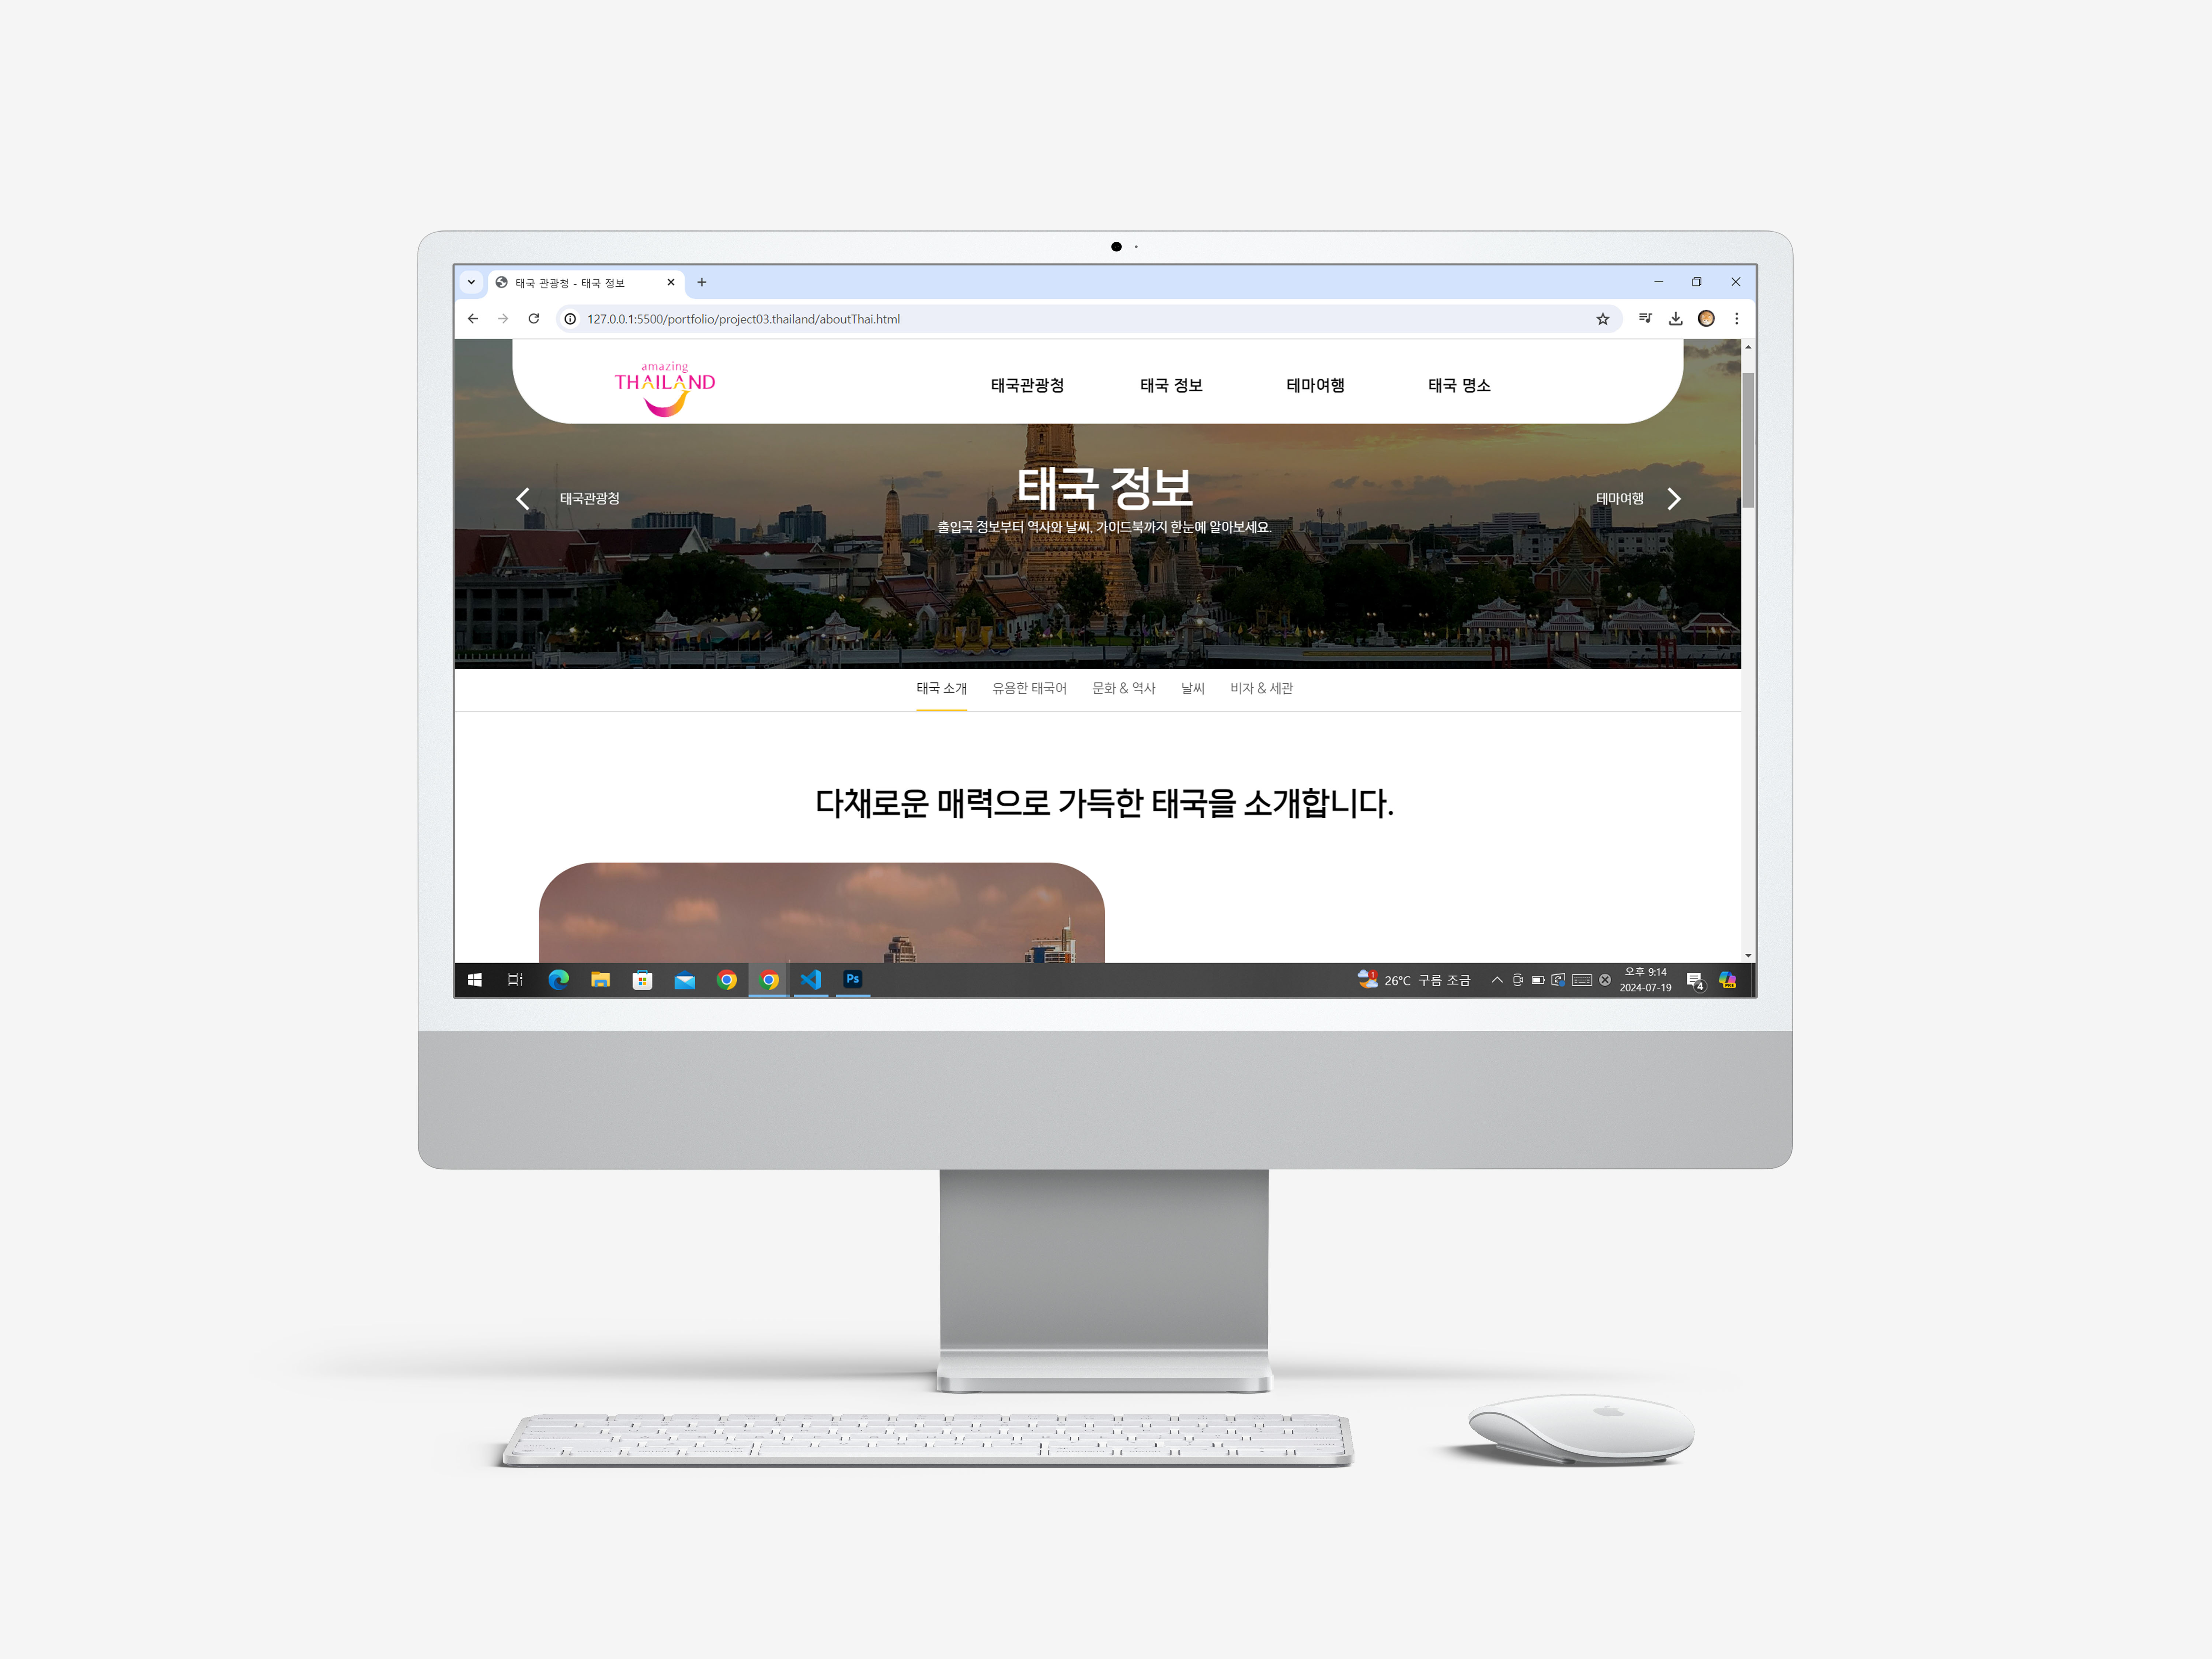 태국 관광청 - 태국 정보
127.0.0.1:5500/portfolio/project03.thailand/aboutThai.html
amazing
THAILAND
태국관광청 태국 정보 테마여행 태국 명소
태국 정보
태국관광청
테마여행
출입국 정보부터 역사와 날씨, 가이드북까지 한눈에 알아보세요.
태국 소개 유용한 태국어 문화 & 역사 날씨 비자 & 세관
다채로운 매력으로 가득한 태국을 소개합니다.
Ps
1
26°C 구름 조금
오후 9:14
2024-07-19
4
PRE